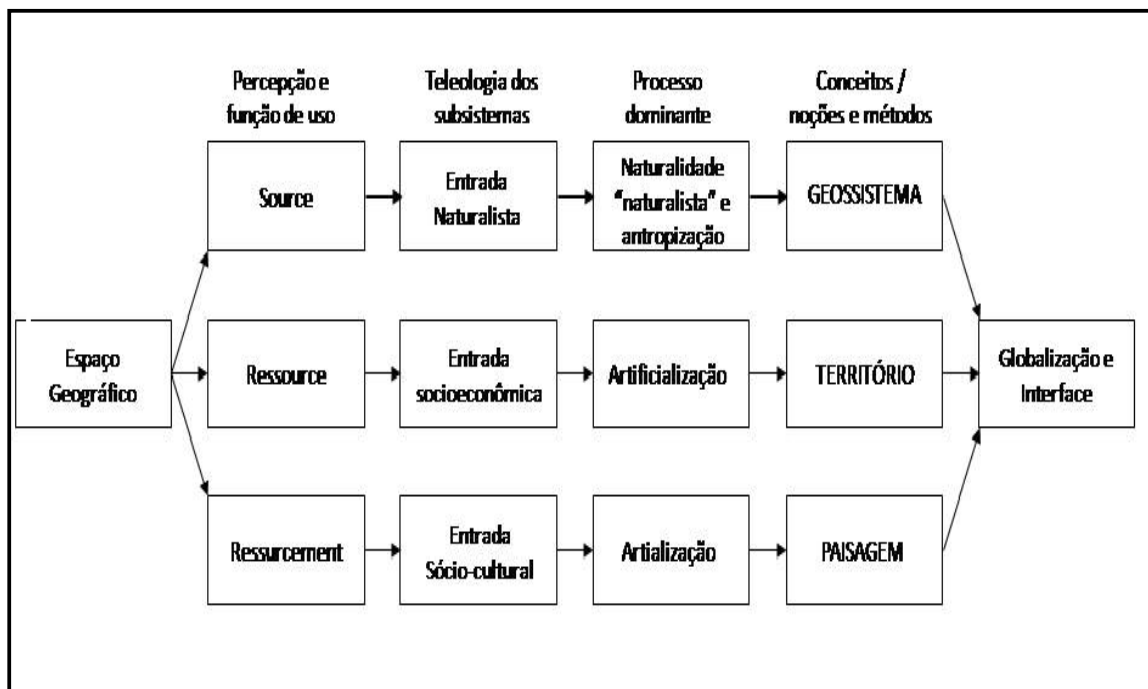 Percepção e
função de uso
Teleologia dos
subsistemas
Processo
dominante
Conceitos /
noções e métodos
Source
Entrada
Naturalista
Naturalidade
"naturalista" e
antropização
GEOSSISTEMA
Espaço
Geográfico
Ressource
Entrada
socioeconômica
Artificialização
TERRITÓRIO
Globalização e
Interface
Ressurcement
Entrada
Sócio-cultural
Artialização
PAISAGEM